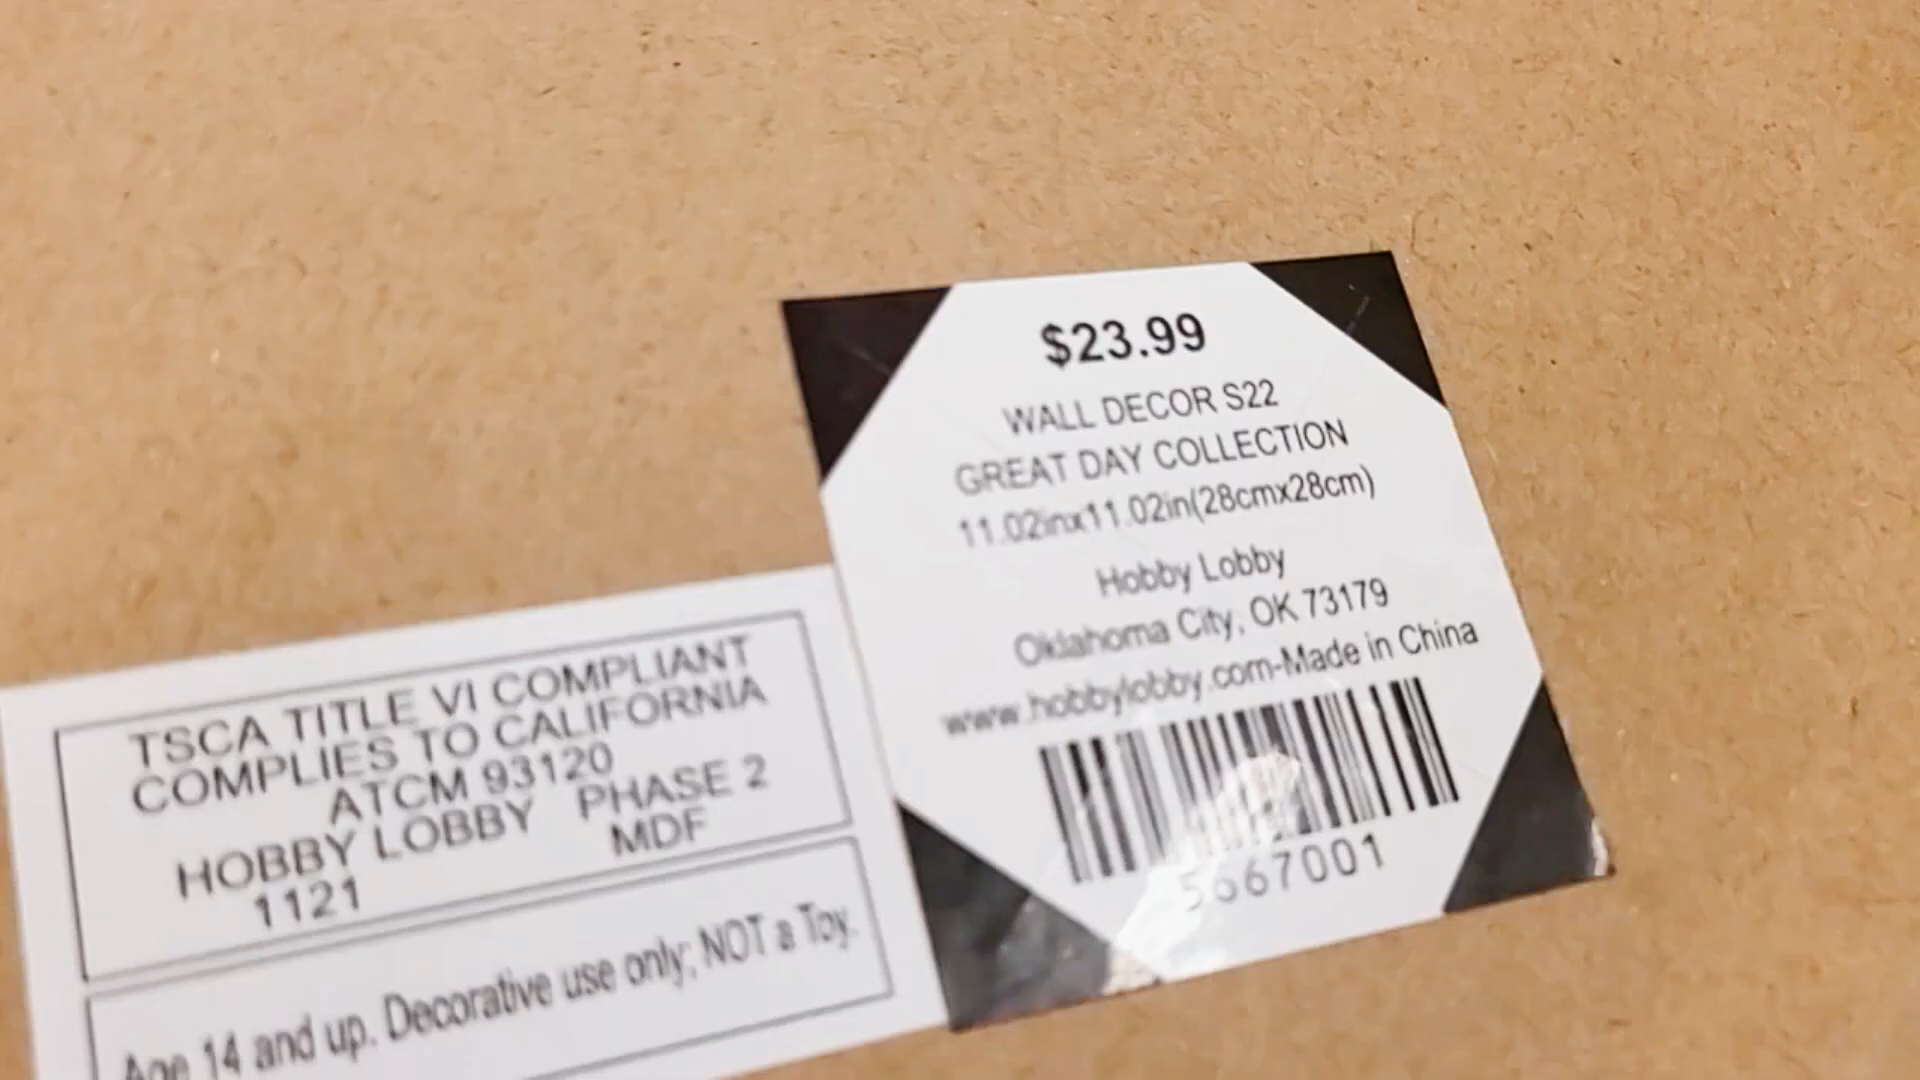 $23.99
WALL DECOR S22
GREAT DAY COLLECTION
11.02inx11.02in(28cmx28cm)
Hobby Lobby
Oklahoma City, OK 73179
www.hobbylobby.com-Made in China
5667001
TSCA TITLE VI COMPLIANT
COMPLIES TO CALIFORNIA
ATCM 93120
HOBBY LOBBY PHASE 2
1121 MDF
Age 14 and up. Decorative use only; NOT a Toy.